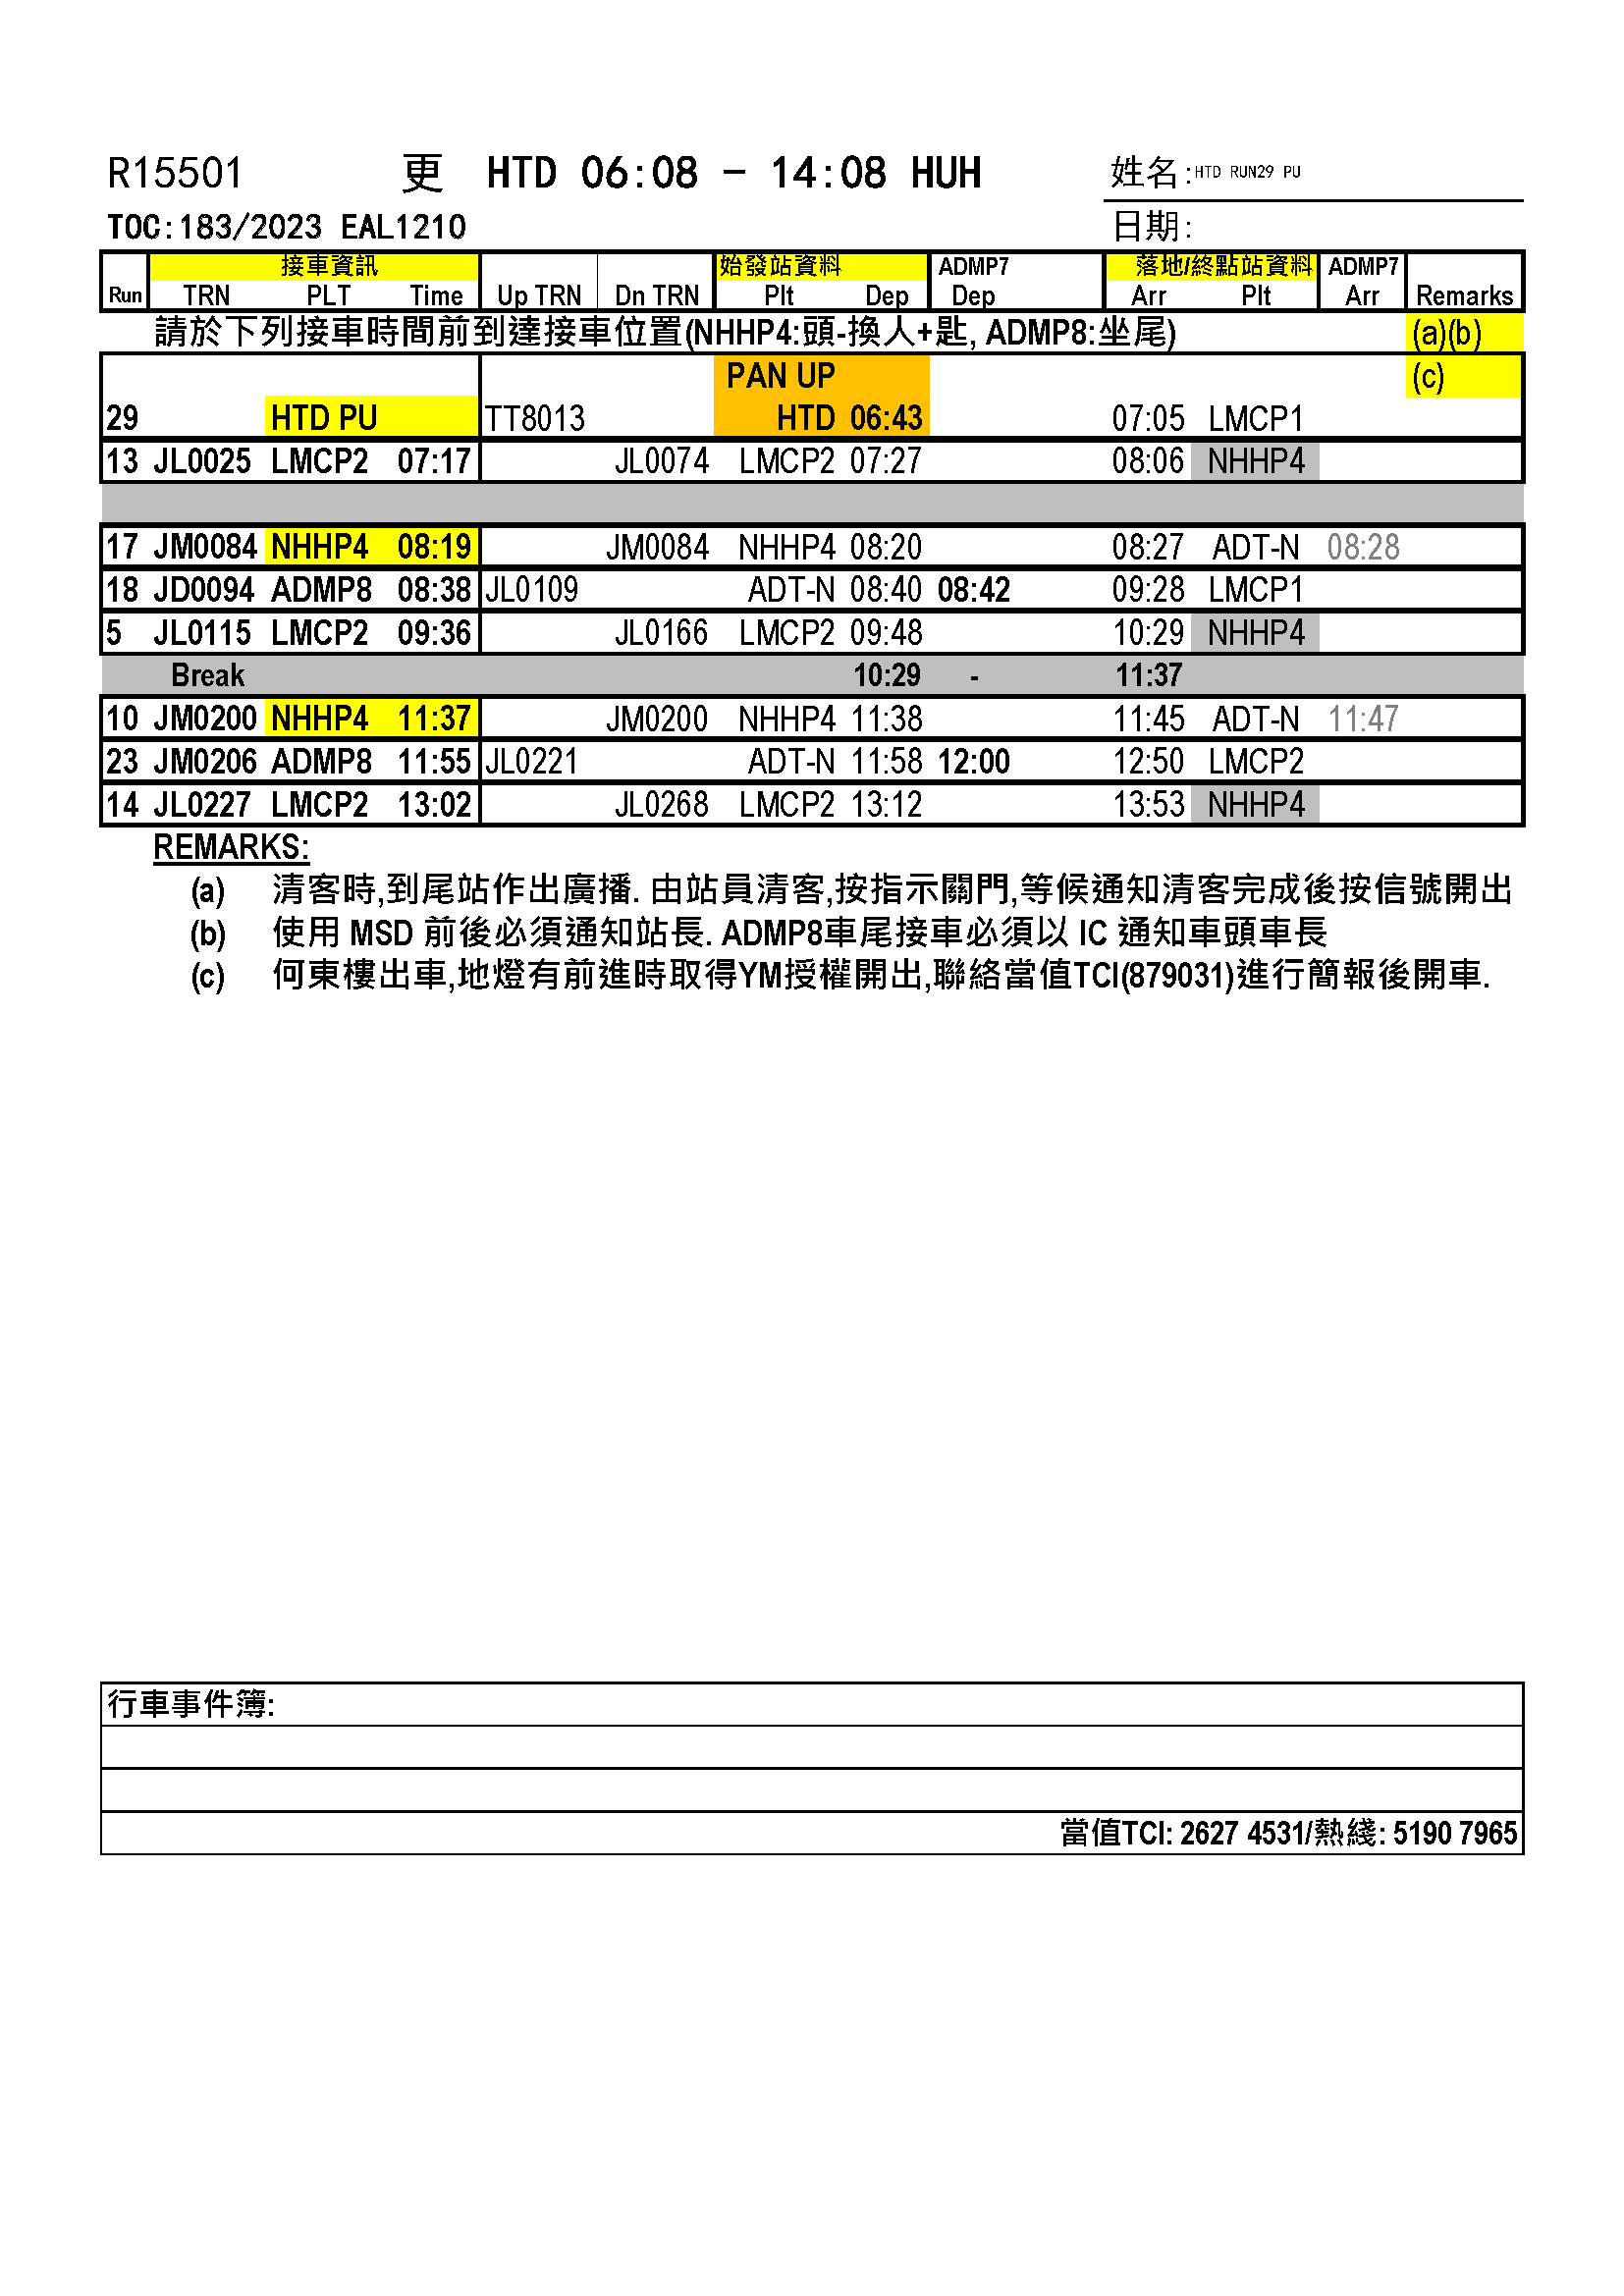 R15501 更 HTD 06:08 - 14:08 HUH 姓名:HTD RUN29 PU
TOC:183/2023 EAL1210 日期:
接車資訊 始發站資料 ADMP7 落地/終點站資料 ADMP7
Run TRN PLT Time Up TRN Dn TRN Plt Dep Dep Arr Plt Arr Remarks
請於下列接車時間前到達接車位置(NHHP4:頭-換人+匙, ADMP8:坐尾) (a)(b)
PAN UP (c)
29 HTD PU TT8013 HTD 06:43 07:05 LMCP1
13 JL0025 LMCP2 07:17 JL0074 LMCP2 07:27 08:06 NHHP4
17 JM0084 NHHP4 08:19 JM0084 NHHP4 08:20 08:27 ADT-N 08:28
18 JD0094 ADMP8 08:38 JL0109 ADT-N 08:40 08:42 09:28 LMCP1
5 JL0115 LMCP2 09:36 JL0166 LMCP2 09:48 10:29 NHHP4
Break 10:29 - 11:37
10 JM0200 NHHP4 11:37 JM0200 NHHP4 11:38 11:45 ADT-N 11:47
23 JM0206 ADMP8 11:55 JL0221 ADT-N 11:58 12:00 12:50 LMCP2
14 JL0227 LMCP2 13:02 JL0268 LMCP2 13:12 13:53 NHHP4
REMARKS:
(a) 清客時,到尾站作出廣播. 由站員清客,按指示關門,等候通知清客完成後按信號開出
(b) 使用 MSD 前後必須通知站長. ADMP8車尾接車必須以 IC 通知車頭車長
(c) 何東樓出車,地燈有前進時取得YM授權開出,聯絡當值TCI(879031)進行簡報後開車.
行車事件簿:
當值TCI: 2627 4531/熱綫: 5190 7965